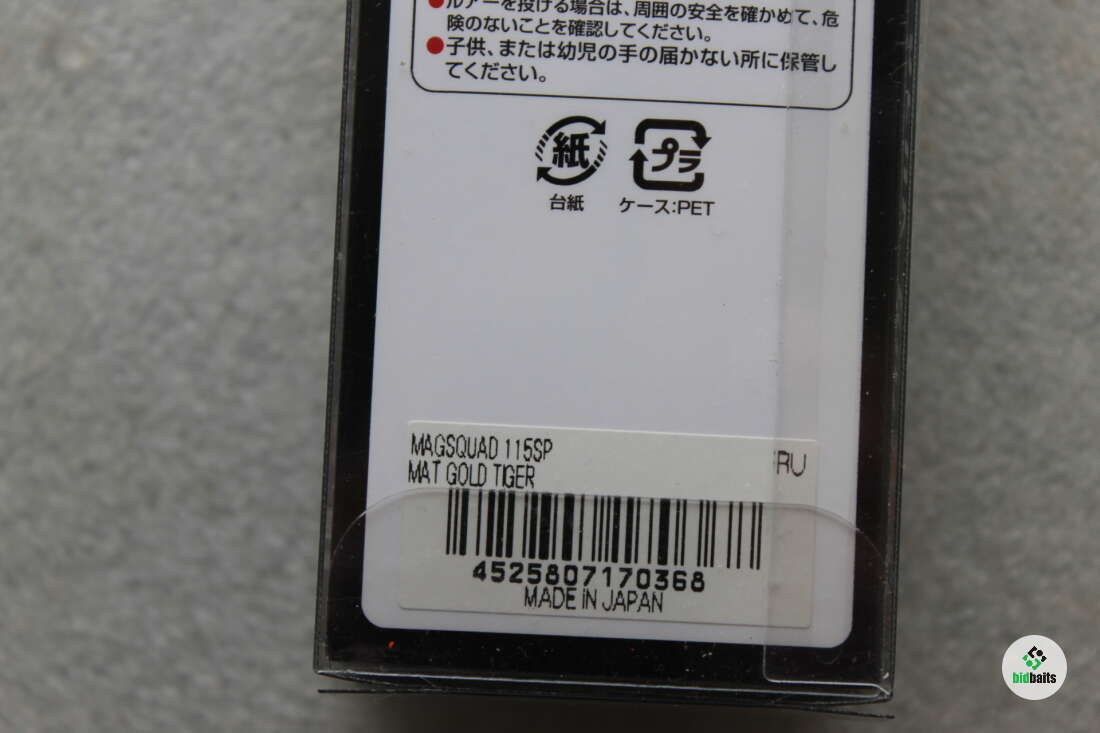 ●ルアーを投げる場合は、周囲の安全を確かめて、危
険のないことを確認してください。
●子供、または幼児の手の届かない所に保管し
てください。
紙 プラ
台紙 ケース:PET
MAGSQUAD 115SP
MAT GOLD TIGER
RU
4525807170368
MADE iN JAPAN
bidbaits